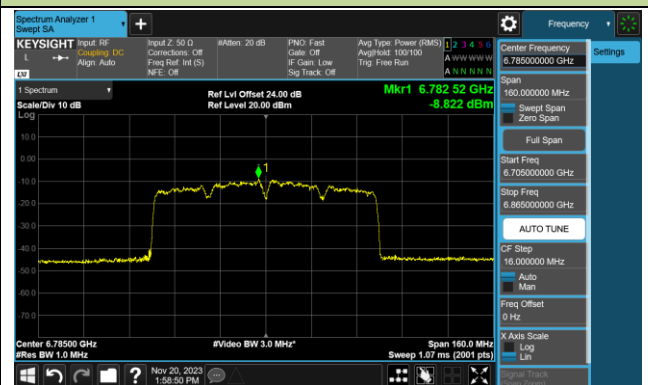 Spectrum Analyzer 1
Swept SA
Frequency
KEYSIGHT
Input: RF
Coupling: DC
Align: Auto
Input Z: 50 Ω
Corrections: Off
Freq Ref: Int (S)
NFE: Off
#Atten: 20 dB
PNO: Fast
Gate: Off
IF Gain: Low
Sig Track: Off
Avg Type: Power (RMS)
Avg|Hold: 100/100
Trig: Free Run
1 2 3 4 5 6
A W W W W W
A N N N N N
L
LXI
1 Spectrum
Scale/Div 10 dB
Log
Ref Lvl Offset 24.00 dB
Ref Level 20.00 dBm
Mkr1 6.782 52 GHz
-8.822 dBm
10.0
0.00
-10.0
-20.0
-30.0
-40.0
-50.0
-60.0
-70.0
1
Center 6.78500 GHz
#Res BW 1.0 MHz
#Video BW 3.0 MHz*
Span 160.0 MHz
Sweep 1.07 ms (2001 pts)
Center Frequency
6.785000000 GHz
Settings
Span
160.000000 MHz
Swept Span
Zero Span
Full Span
Start Freq
6.705000000 GHz
Stop Freq
6.865000000 GHz
AUTO TUNE
CF Step
16.000000 MHz
Auto
Man
Freq Offset
0 Hz
X Axis Scale
Log
Lin
Signal Track
(Span Zoom)
Nov 20, 2023
1:58:50 PM